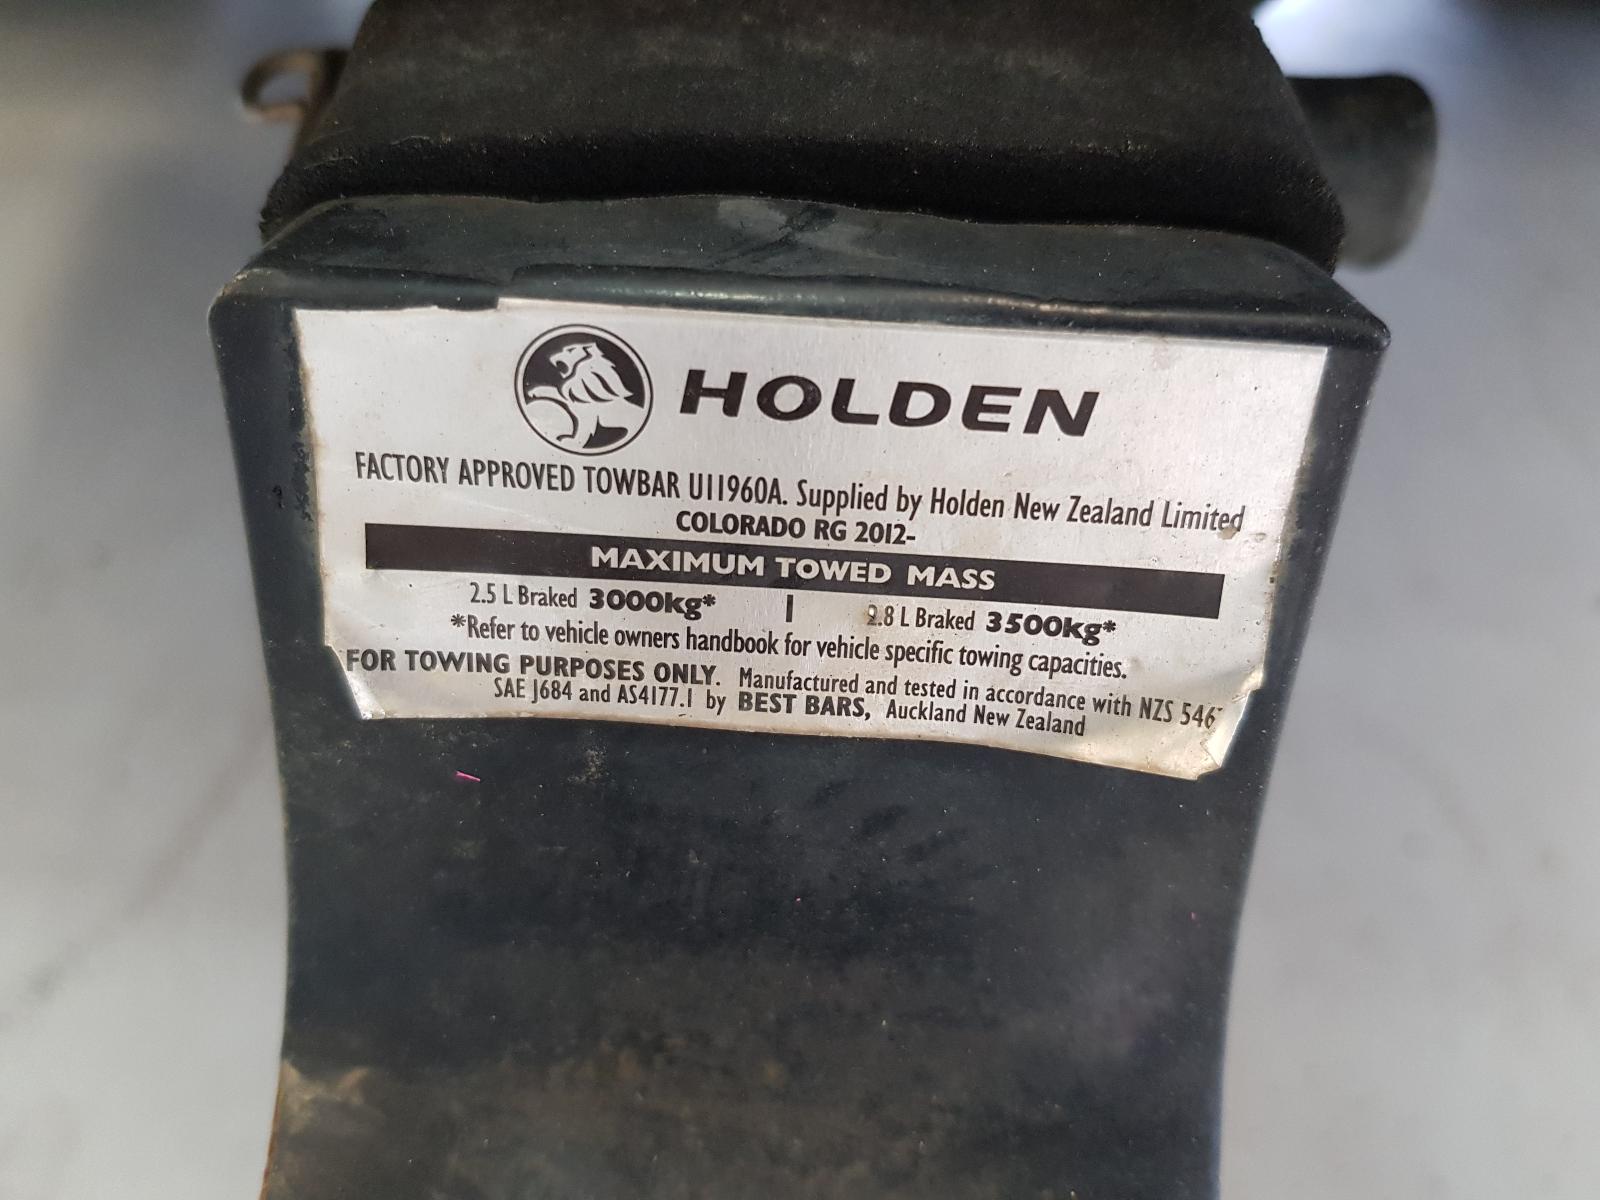 HOLDEN
FACTORY APPROVED TOWBAR U11960A. Supplied by Holden New Zealand Limited
COLORADO RG 2012-
MAXIMUM TOWED MASS
2.5 L Braked 3000kg* | 2.8 L Braked 3500kg*
*Refer to vehicle owners handbook for vehicle specific towing capacities.
FOR TOWING PURPOSES ONLY. Manufactured and tested in accordance with NZS
SAE J684 and AS4177.1 by BEST BARS, Auckland New Zealand